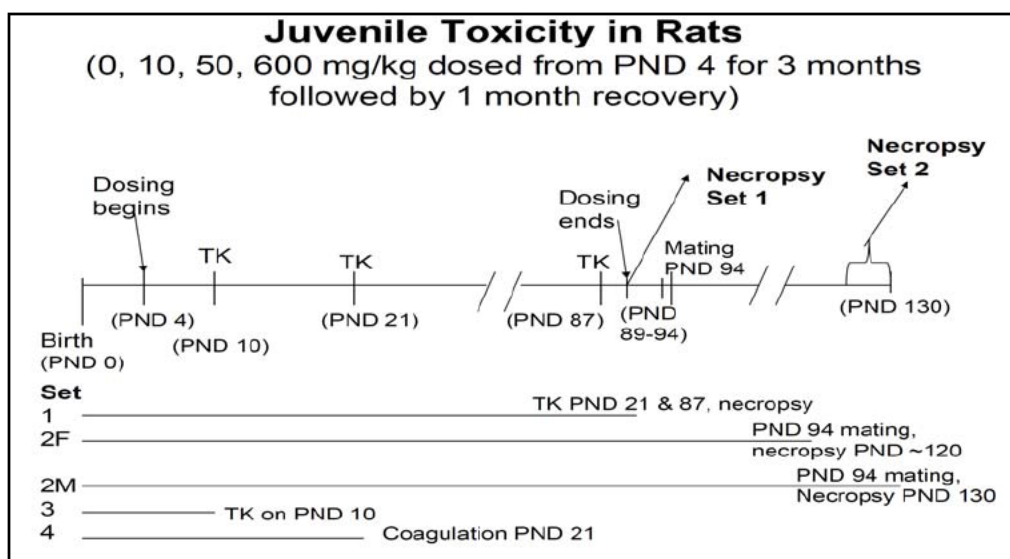 Juvenile Toxicity in Rats
(0, 10, 50, 600 mg/kg dosed from PND 4 for 3 months
followed by 1 month recovery)
Dosing
begins
TK
TK
TK
Dosing
ends
Necropsy
Set 1
Mating
PND 94
Necropsy
Set 2
Birth
(PND 0)
(PND 4)
(PND 10)
(PND 21)
(PND 87)
(PND
89-94)
(PND 130)
Set
1
TK PND 21 & 87, necropsy
2F
PND 94 mating,
necropsy PND ~120
2M
PND 94 mating,
Necropsy PND 130
3
TK on PND 10
4
Coagulation PND 21